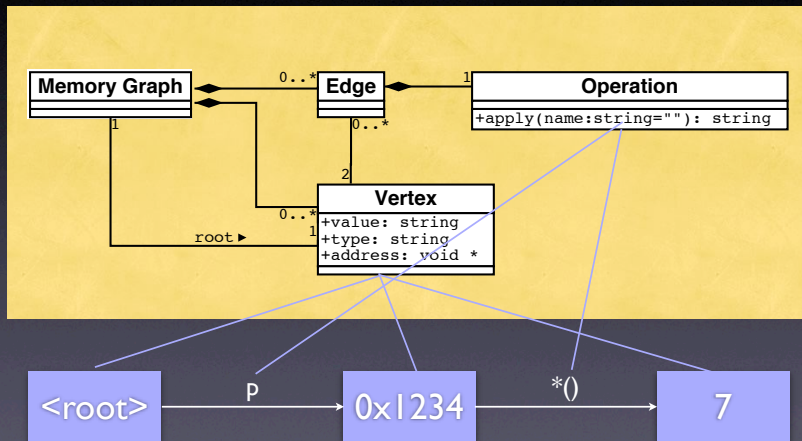 Memory Graph
0..*
Edge
1
Operation
+apply(name:string=""): string
1
0..*
2
Vertex
0..*
+value: string
root ►
1
+type: string
+address: void *
<root>
p
0x1234
*()
7